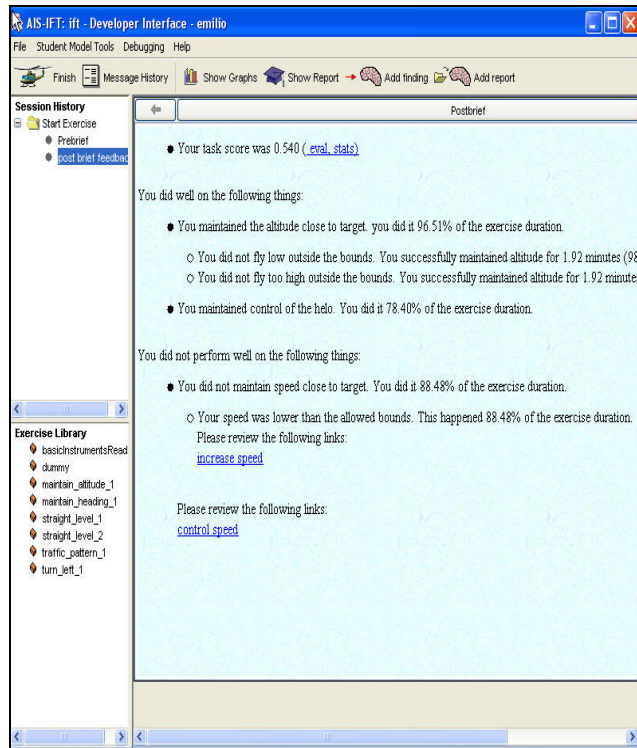 AIS-IFT: ift - Developer Interface - emilio
File Student Model Tools Debugging Help
Finish Message History Show Graphs Show Report Add finding Add report
Session History
Start Exercise
Prebrief
post brief feedbac
Postbrief
Your task score was 0.540 ( eval, stats)
You did well on the following things:
You maintained the altitude close to target. you did it 96.51% of the exercise duration.
You did not fly low outside the bounds. You successfully maintained altitude for 1.92 minutes (98
You did not fly too high outside the bounds. You successfully maintained altitude for 1.92 minute
You maintained control of the helo. You did it 78.40% of the exercise duration.
You did not perform well on the following things:
You did not maintain speed close to target. You did it 88.48% of the exercise duration.
Your speed was lower than the allowed bounds. This happened 88.48% of the exercise duration.
Please review the following links:
increase speed
Please review the following links:
control speed
Exercise Library
basicInstrumentsRead
dummy
maintain_altitude_1
maintain_heading_1
straight_level_1
straight_level_2
traffic_pattern_1
turn_left_1